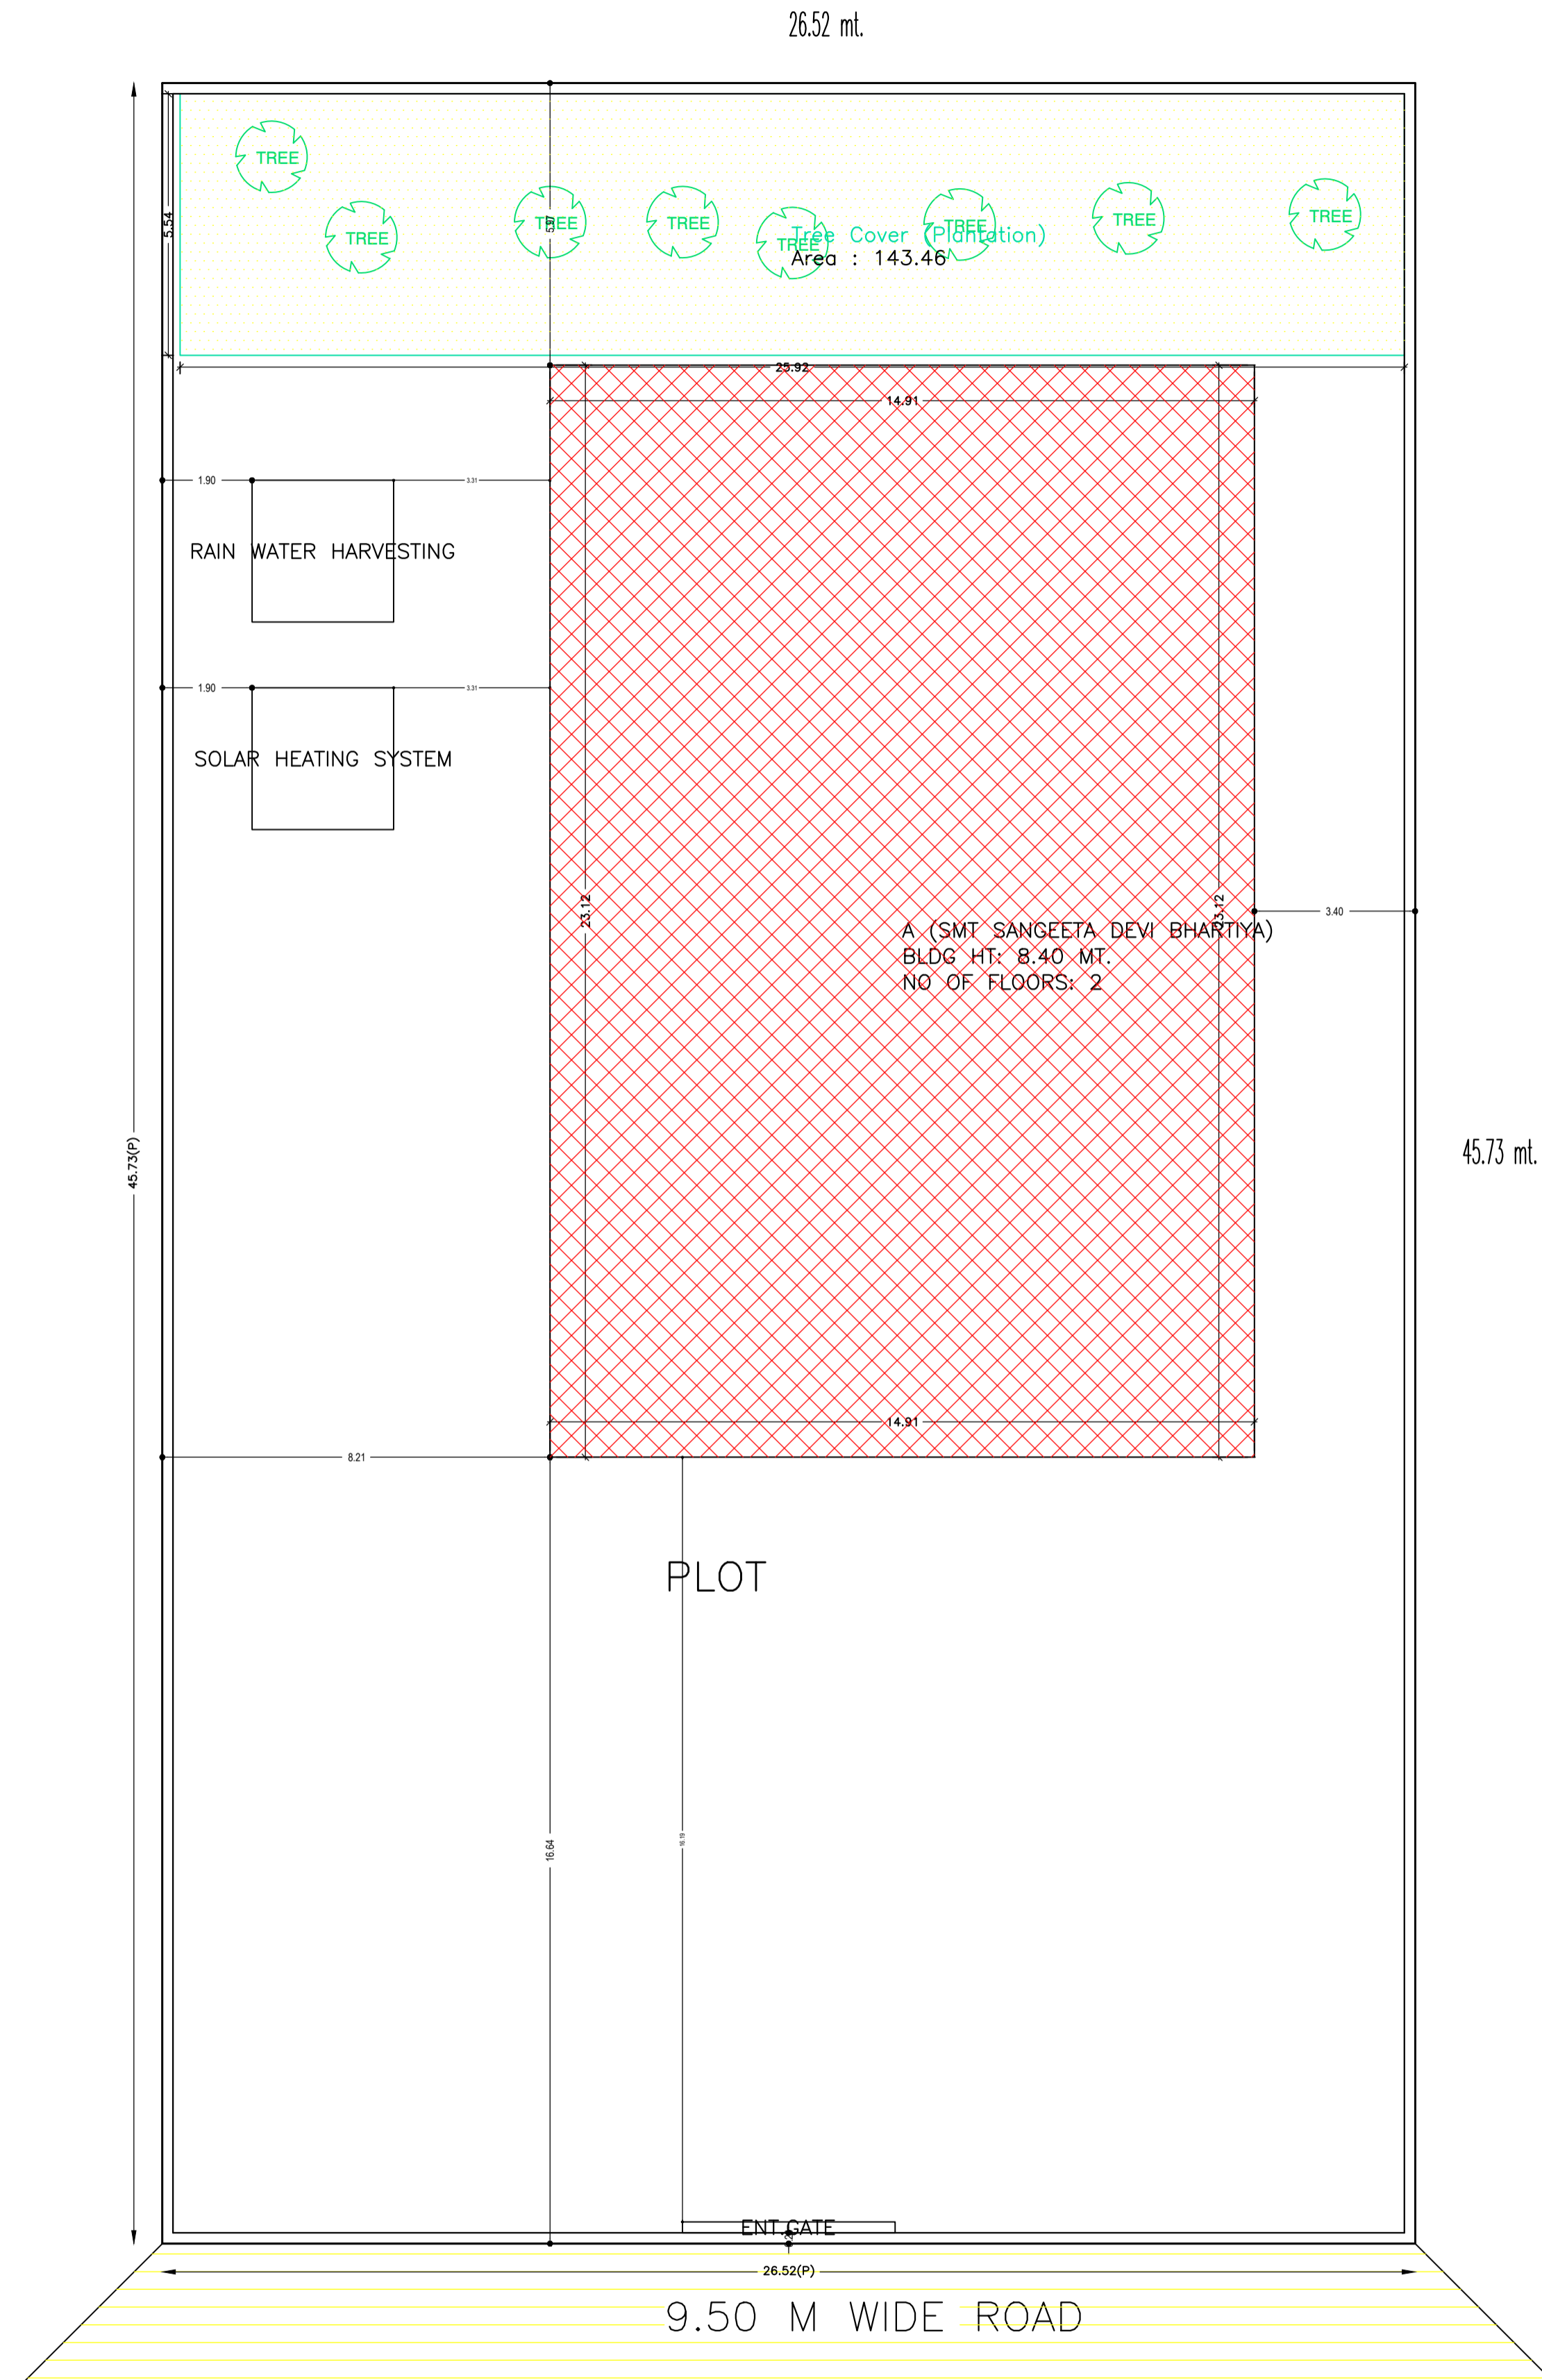 26.52 mt.
TREE
TREE
TREE
TREE
TREE
TREE
TREE
TREE
5.54
5.97
Tree Cover (Plantation)
Area : 143.46
25.92
14.91
1.90
3.31
RAIN WATER HARVESTING
1.90
3.31
SOLAR HEATING SYSTEM
23.12
23.12
3.40
A (SMT SANGEETA DEVI BHARTIYA)
BLDG HT: 8.40 MT.
NO OF FLOORS: 2
45.73(P)
45.73 mt.
14.91
8.21
PLOT
16.64
16.19
ENT.GATE
26.52(P)
9.50 M WIDE ROAD